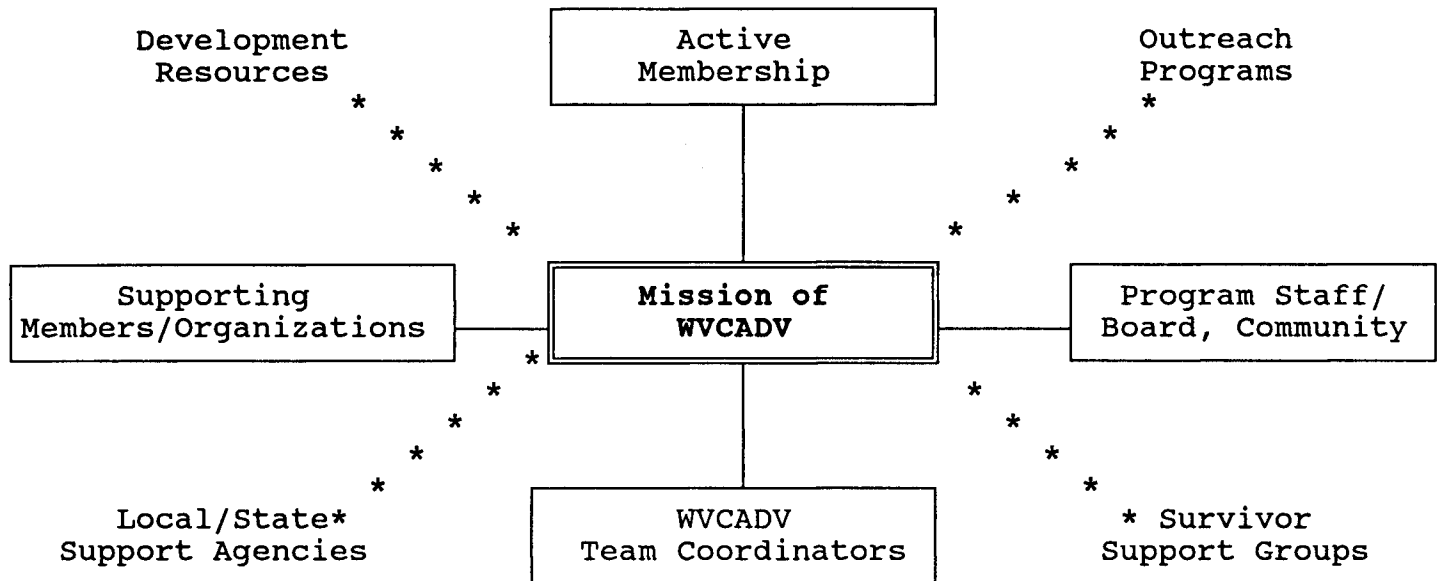 Development
Resources
Active
Membership
Outreach
Programs
* *
* *
* *
* *
* *
Supporting
Members/Organizations
Mission of
WVCADV
Program Staff/
Board, Community
*
* *
* *
* *
* *
Local/State*
Support Agencies
WVCADV
Team Coordinators
* Survivor
Support Groups